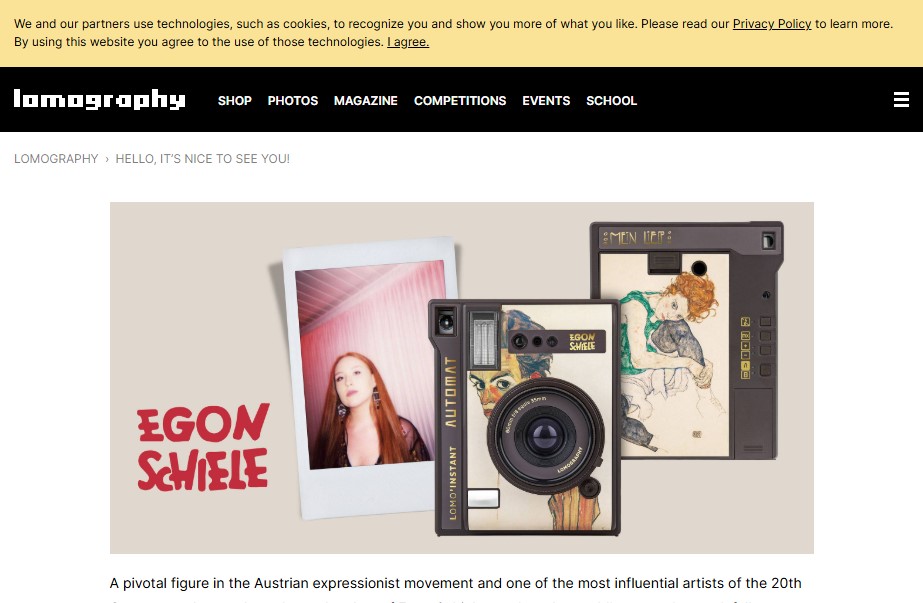 We and our partners use technologies, such as cookies, to recognize you and show you more of what you like. Please read our Privacy Policy to learn more.
By using this website you agree to the use of those technologies. I agree.
lomography SHOP PHOTOS MAGAZINE COMPETITIONS EVENTS SCHOOL
LOMOGRAPHY › HELLO, IT'S NICE TO SEE YOU!
MEIN LIEB
EGON
SCHIELE
AUTOMAT
LOMO'INSTANT
LOMOGRAPHY
EGON
SCHIELE
A pivotal figure in the Austrian expressionist movement and one of the most influential artists of the 20th